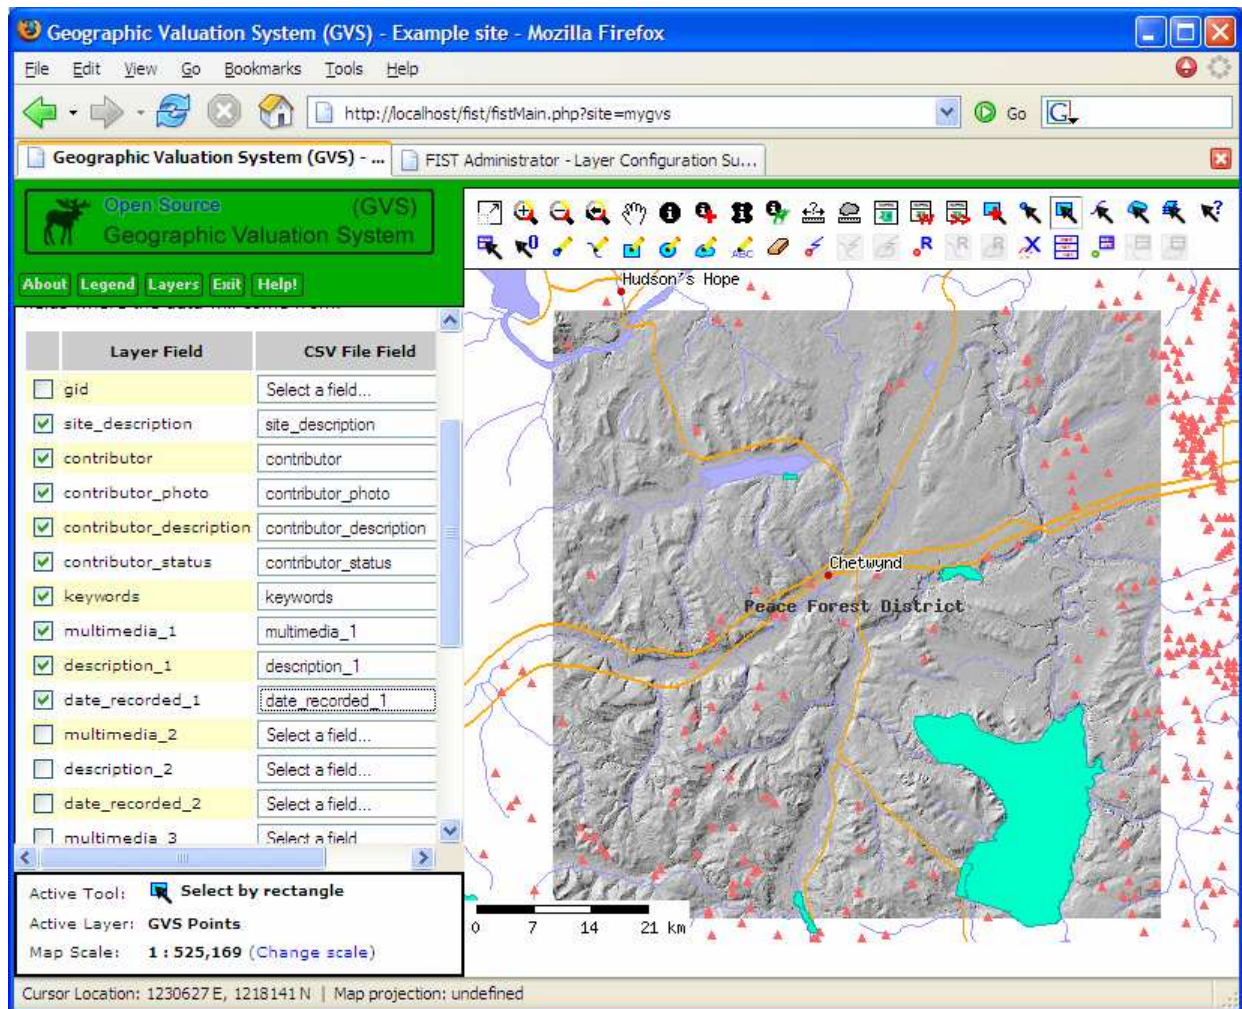 Geographic Valuation System (GVS) - Example site - Mozilla Firefox
File Edit View Go Bookmarks Tools Help
http://localhost/fist/fistMain.php?site=mygvs
Go
G
Geographic Valuation System (GVS) - ...
FIST Administrator - Layer Configuration Su...
Open Source (GVS)
Geographic Valuation System
About Legend Layers Exit Help!
Layer Field CSV File Field
gid Select a field...
site_description site_description
contributor contributor
contributor_photo contributor_photo
contributor_description contributor_description
contributor_status contributor_status
keywords keywords
multimedia_1 multimedia_1
description_1 description_1
date_recorded_1 date_recorded_1
multimedia_2 Select a field...
description_2 Select a field...
date_recorded_2 Select a field...
multimedia_3 Select a field
Active Tool: Select by rectangle
Active Layer: GVS Points
Map Scale: 1 : 525,169 (Change scale)
Hudson's Hope
Chetwynd
Peace Forest District
0 7 14 21 km
Cursor Location: 1230627 E, 1218141 N | Map projection: undefined